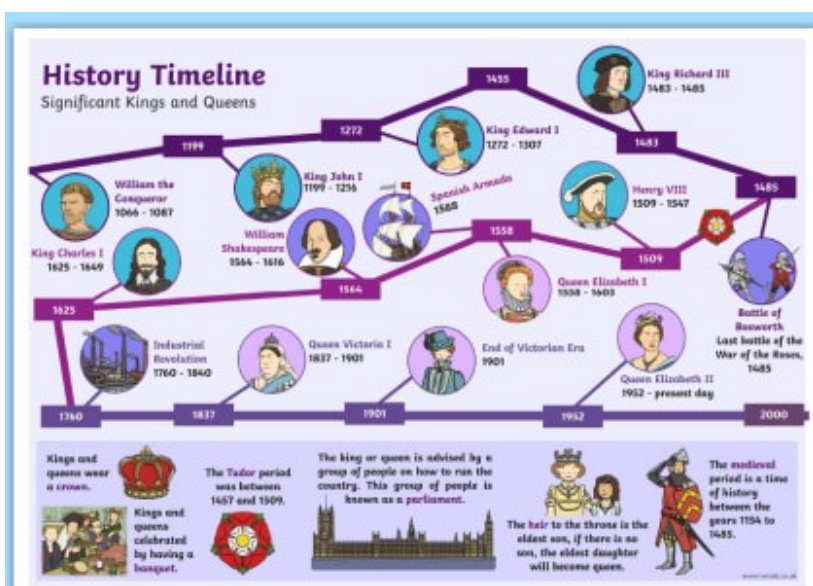 History Timeline
Significant Kings and Queens
1199
1272
1455
1483
1485
William the
Conqueror
1066 - 1087
King John I
1199 - 1216
King Edward I
1272 - 1307
King Richard III
1483 - 1485
Battle of
Bosworth
Last battle of the
War of the Roses,
1485
Henry VIII
1509 - 1547
1509
1558
Queen Elizabeth I
1558 - 1603
Spanish Armada
1588
William
Shakespeare
1564 - 1616
1564
King Charles I
1625 - 1649
1625
Industrial
Revolution
1760 - 1840
Queen Victoria I
1837 - 1901
End of Victorian Era
1901
Queen Elizabeth II
1952 - present day
1760
1837
1901
1952
2000
Kings and
queens wear
a crown.
Kings and
queens
celebrated
by having a
banquet.
The Tudor period
was between
1457 and 1509.
The king or queen is advised by a
group of people on how to run the
country. This group of people is
known as a parliament.
The heir to the throne is the
eldest son, if there is no
son, the eldest daughter
will become queen.
The medieval
period is a time
of history
between the
years 1154 to
1485.